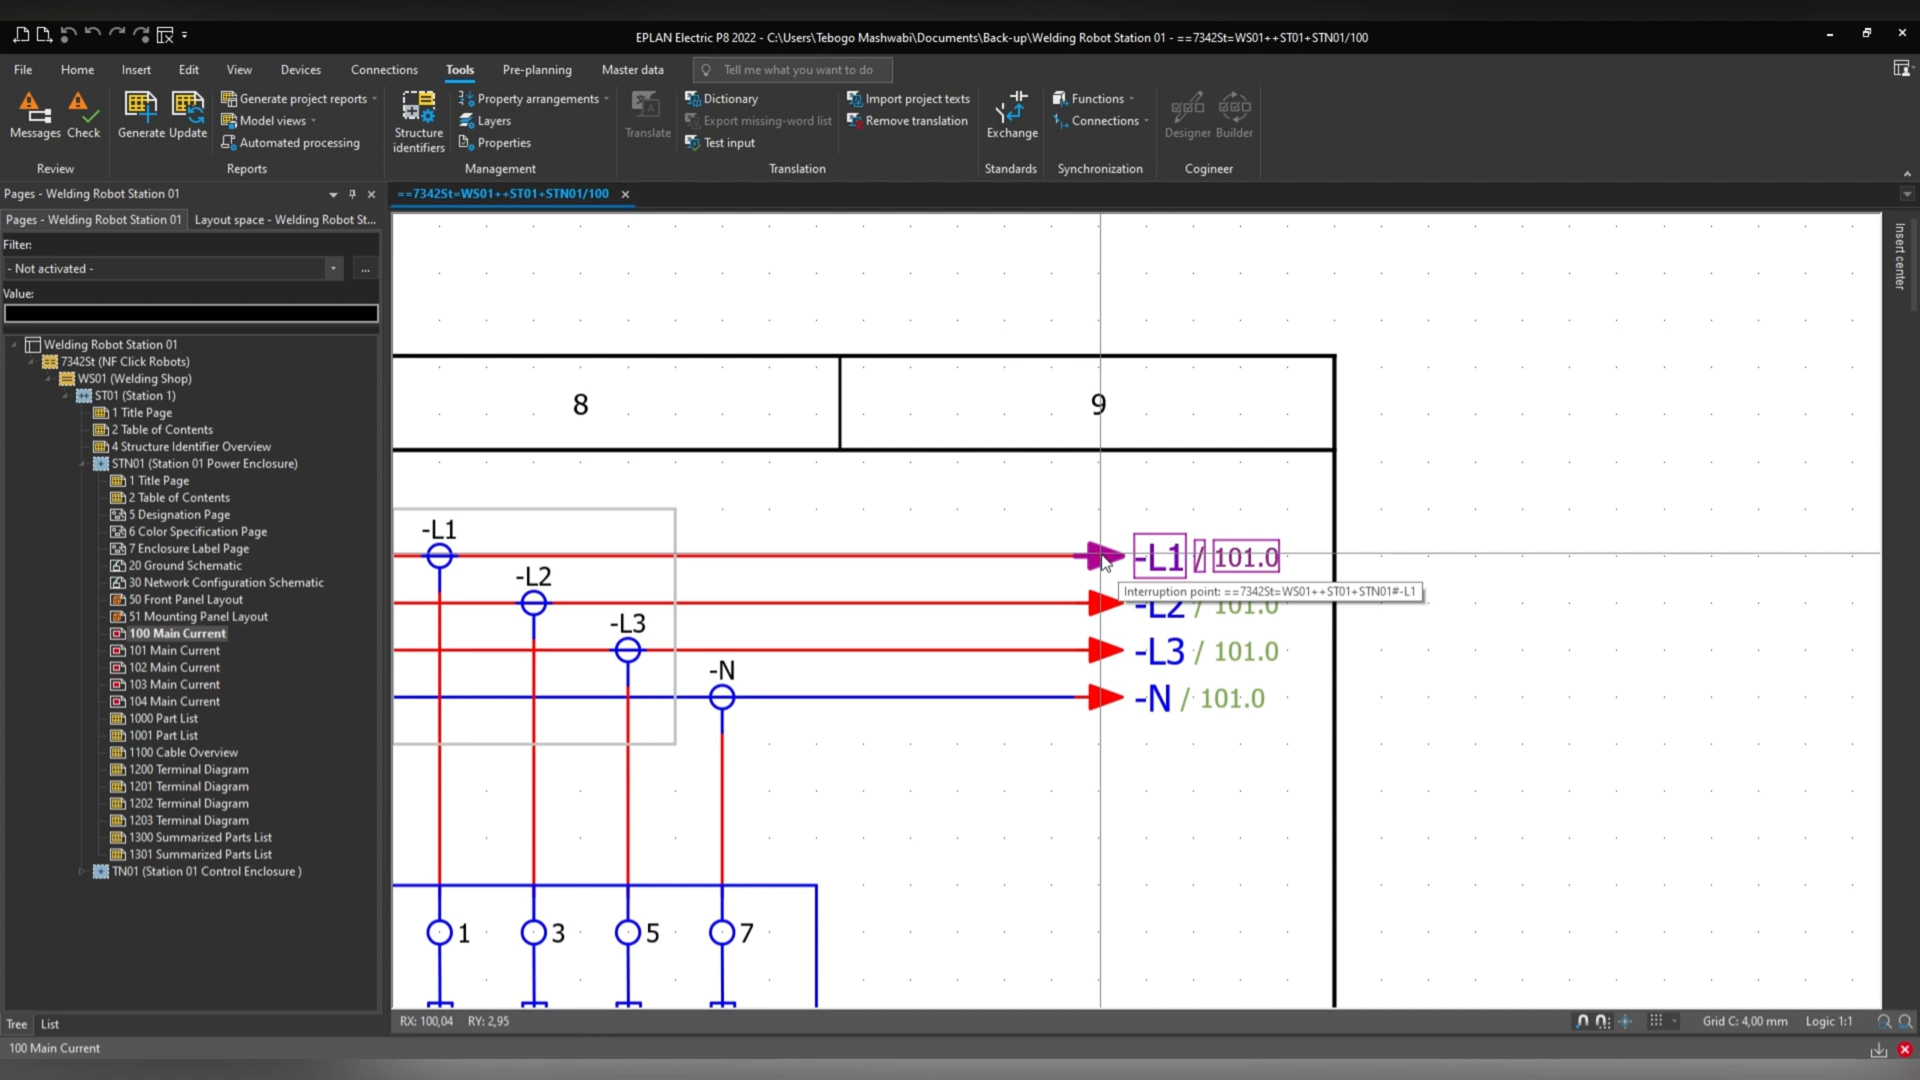 EPLAN Electric P8 2022 - C:\Users\Tebogo Mashwabi\Documents\Back-up\Welding Robot Station 01 - ==7342St=WS01++ST01+STN01/100
File Home Insert Edit View Devices Connections Tools Pre-planning Master data Tell me what you want to do
Messages Check
Review
Generate Update
Generate project reports
Model views
Automated processing
Reports
Structure identifiers
Property arrangements
Layers
Properties
Management
Translate
Dictionary
Export missing-word list
Test input
Import project texts
Remove translation
Translation
Exchange
Standards
Functions
Connections
Synchronization
Designer Builder
Cogineer
Pages - Welding Robot Station 01
Pages - Welding Robot Station 01 Layout space - Welding Robot St...
Filter:
- Not activated -
...
Value:
Welding Robot Station 01
7342St (NF Click Robots)
WS01 (Welding Shop)
ST01 (Station 1)
1 Title Page
2 Table of Contents
4 Structure Identifier Overview
STN01 (Station 01 Power Enclosure)
1 Title Page
2 Table of Contents
5 Designation Page
6 Color Specification Page
7 Enclosure Label Page
20 Ground Schematic
30 Network Configuration Schematic
50 Front Panel Layout
51 Mounting Panel Layout
100 Main Current
101 Main Current
102 Main Current
103 Main Current
104 Main Current
1000 Part List
1001 Part List
1100 Cable Overview
1200 Terminal Diagram
1201 Terminal Diagram
1202 Terminal Diagram
1203 Terminal Diagram
1300 Summarized Parts List
1301 Summarized Parts List
TN01 (Station 01 Control Enclosure )
Tree List
100 Main Current
==7342St=WS01++ST01+STN01/100
8 9
-L1
-L2
-L3
-N
-L1 / 101.0
Interruption point: ==7342St=WS01++ST01+STN01#-L1
-L2 / 101.0
-L3 / 101.0
-N / 101.0
1 3 5 7
Insert center
RX: 100,04 RY: 2,95
Grid C: 4,00 mm Logic 1:1